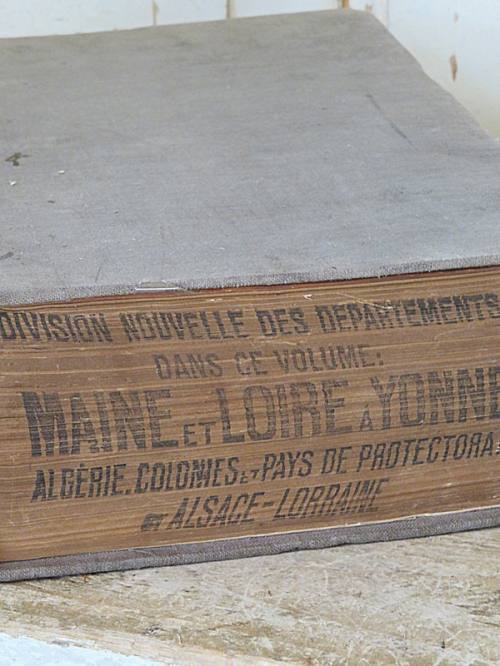 DIVISION NOUVELLE DES DEPARTEMENTS
DANS CE VOLUME:
MAINE ET LOIRE A YONNE
ALGÉRIE. COLONIES ET PAYS DE PROTECTORA
ET ALSACE-LORRAINE